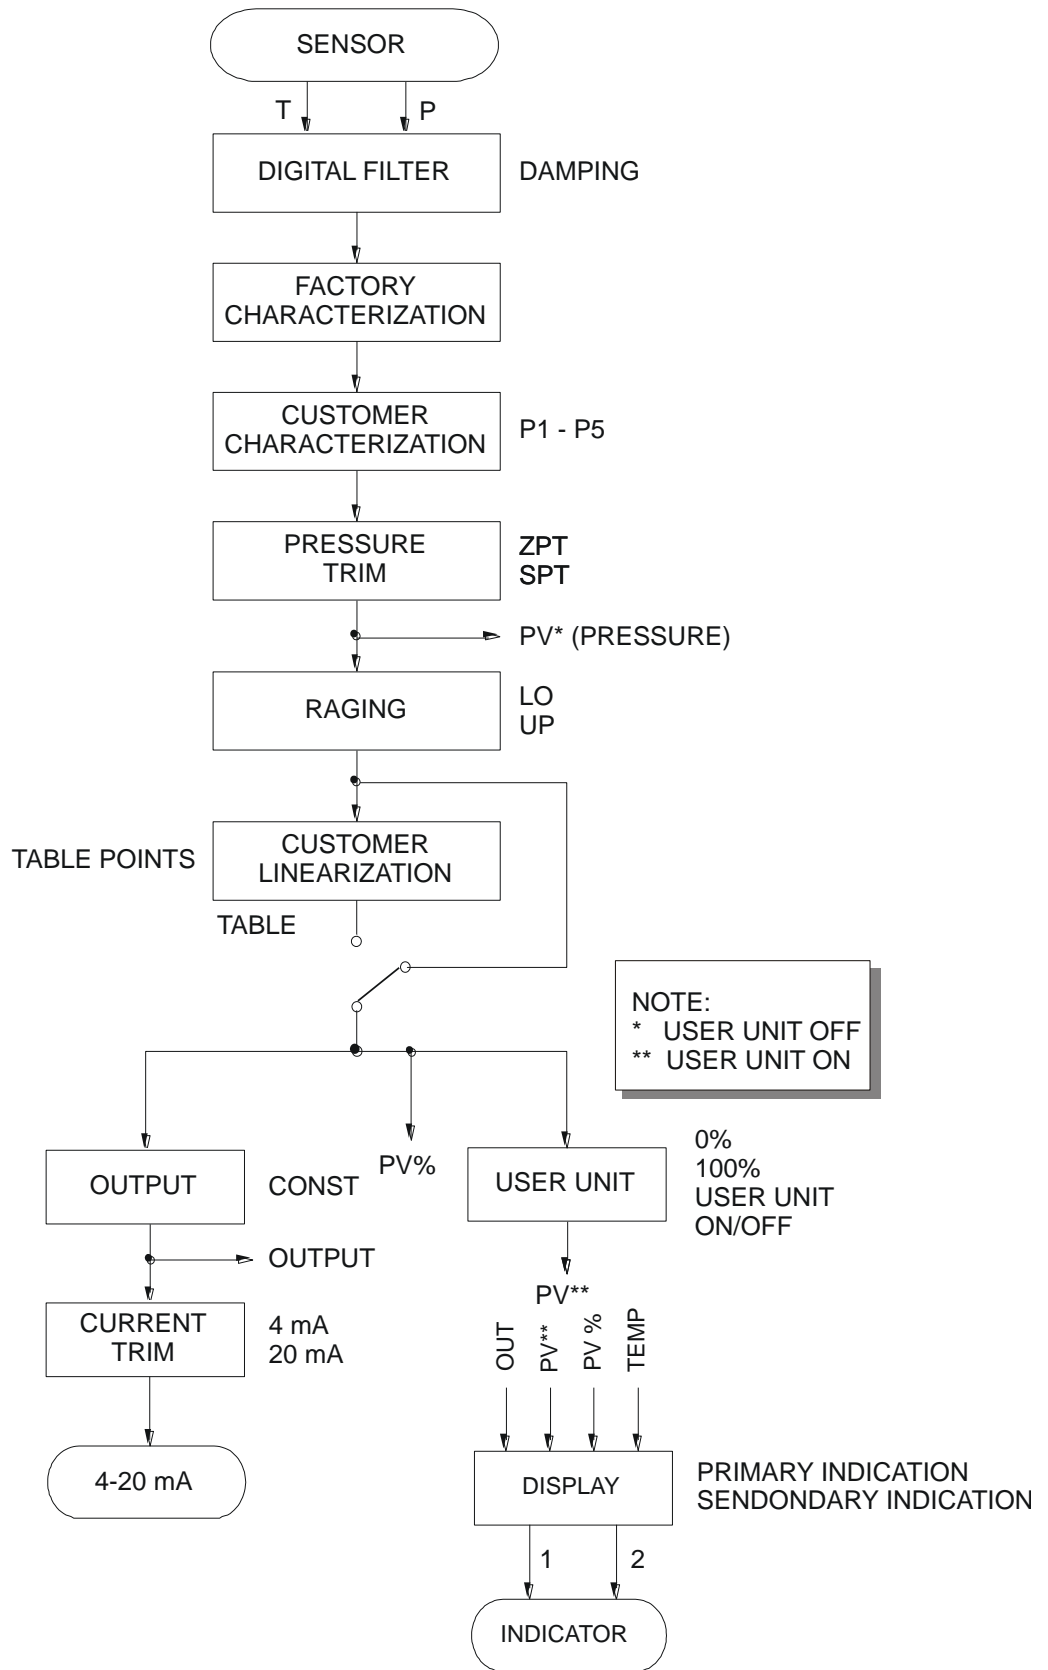 SENSOR
T
P
DIGITAL FILTER
DAMPING
FACTORY
CHARACTERIZATION
CUSTOMER
CHARACTERIZATION
P1 - P5
PRESSURE
TRIM
ZPT
SPT
PV* (PRESSURE)
RAGING
LO
UP
TABLE POINTS
CUSTOMER
LINEARIZATION
TABLE
NOTE:
* USER UNIT OFF
** USER UNIT ON
OUTPUT
CONST
PV%
USER UNIT
0%
100%
USER UNIT
ON/OFF
OUTPUT
PV**
CURRENT
TRIM
4 mA
20 mA
OUT
PV**
PV %
TEMP
4-20 mA
DISPLAY
PRIMARY INDICATION
SENDONDARY INDICATION
1
2
INDICATOR